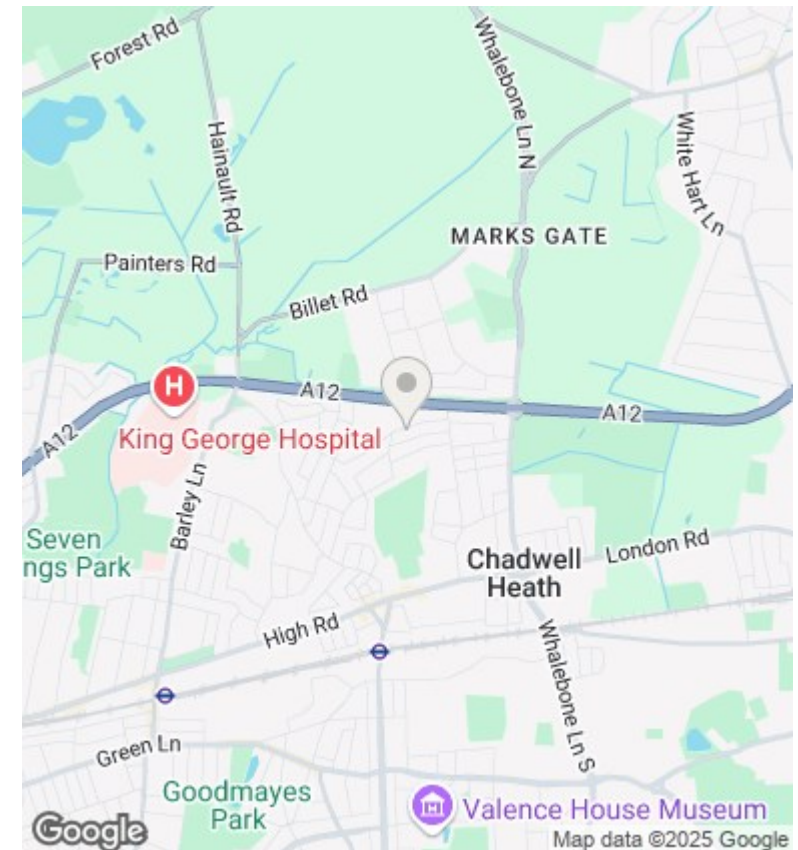 Forest Rd
Whalebone Ln N
Hainault Rd
White Hart Ln
MARKS GATE
Painters Rd
Billet Rd
H
A12
A12
A12
King George Hospital
Barley Ln
Seven
ngs Park
Chadwell
Heath
London Rd
High Rd
Whalebone Ln S
Green Ln
Goodmayes
Park
Valence House Museum
Google
Map data ©2025 Google